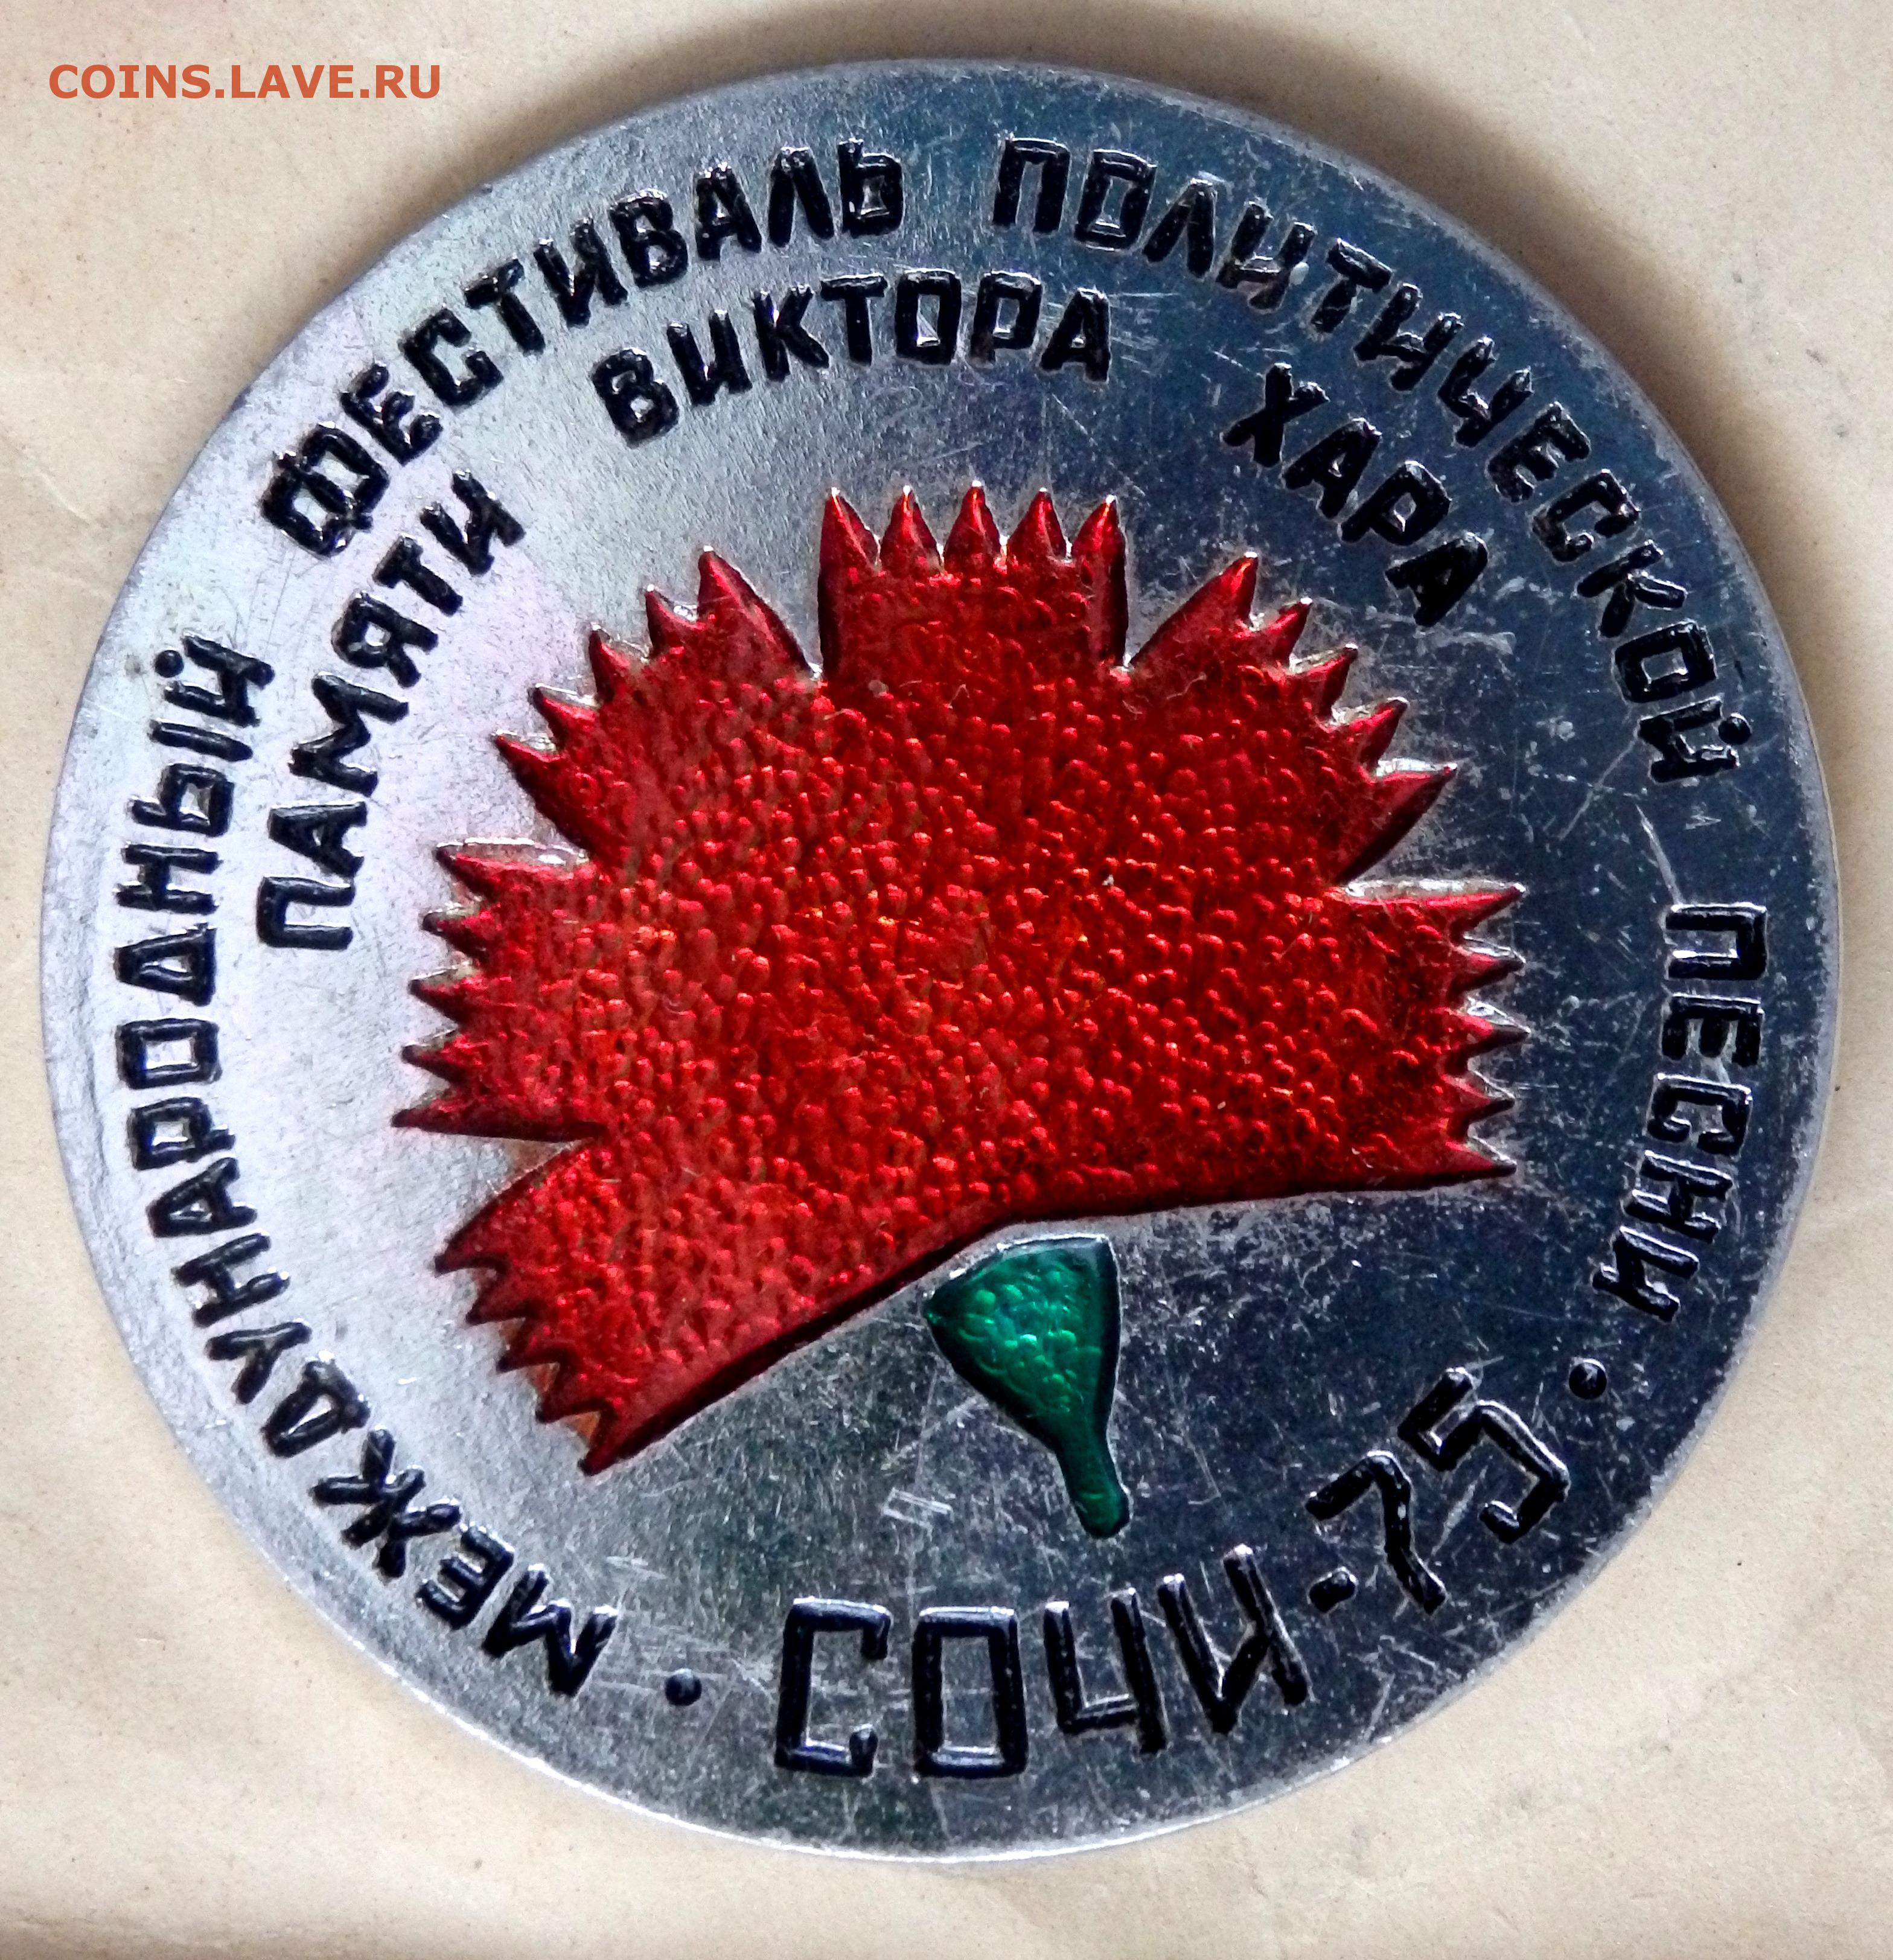 COINS.LAVE.RU
МЕЖДУНАРОДНЫЙ ФЕСТИВАЛЬ ПОЛИТИЧЕСКОЙ ПЕСНИ
ПАМЯТИ ВИКТОРА ХАРА
• СОЧИ-75 •